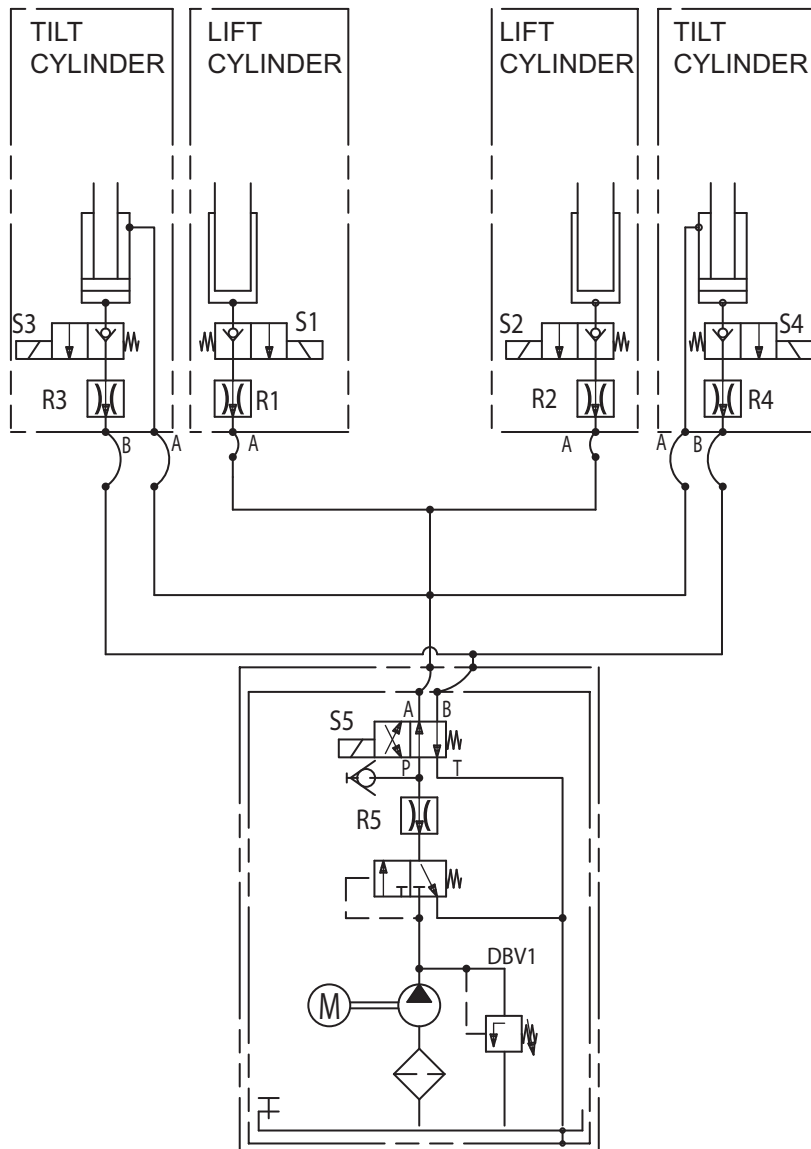 TILT
CYLINDER
LIFT
CYLINDER
LIFT
CYLINDER
TILT
CYLINDER
S3
S1
S2
S4
R3
R1
R2
R4
B
A
A
A
A
B
A
B
S5
P
T
R5
DBV1
M